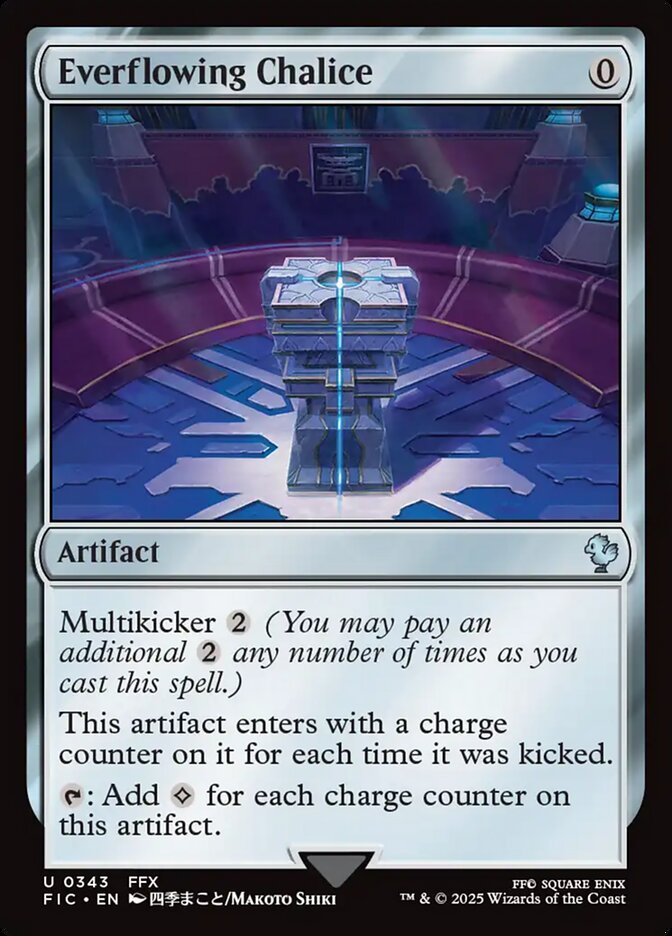 Everflowing Chalice 0
Artifact
Multikicker 2 (You may pay an
additional 2 any number of times as you
cast this spell.)
This artifact enters with a charge
counter on it for each time it was kicked.
: Add for each charge counter on
this artifact.
U 0343 FFX
FIC • EN 四季まこと/Makoto Shiki
FF© SQUARE ENIX
™ & © 2025 Wizards of the Coast